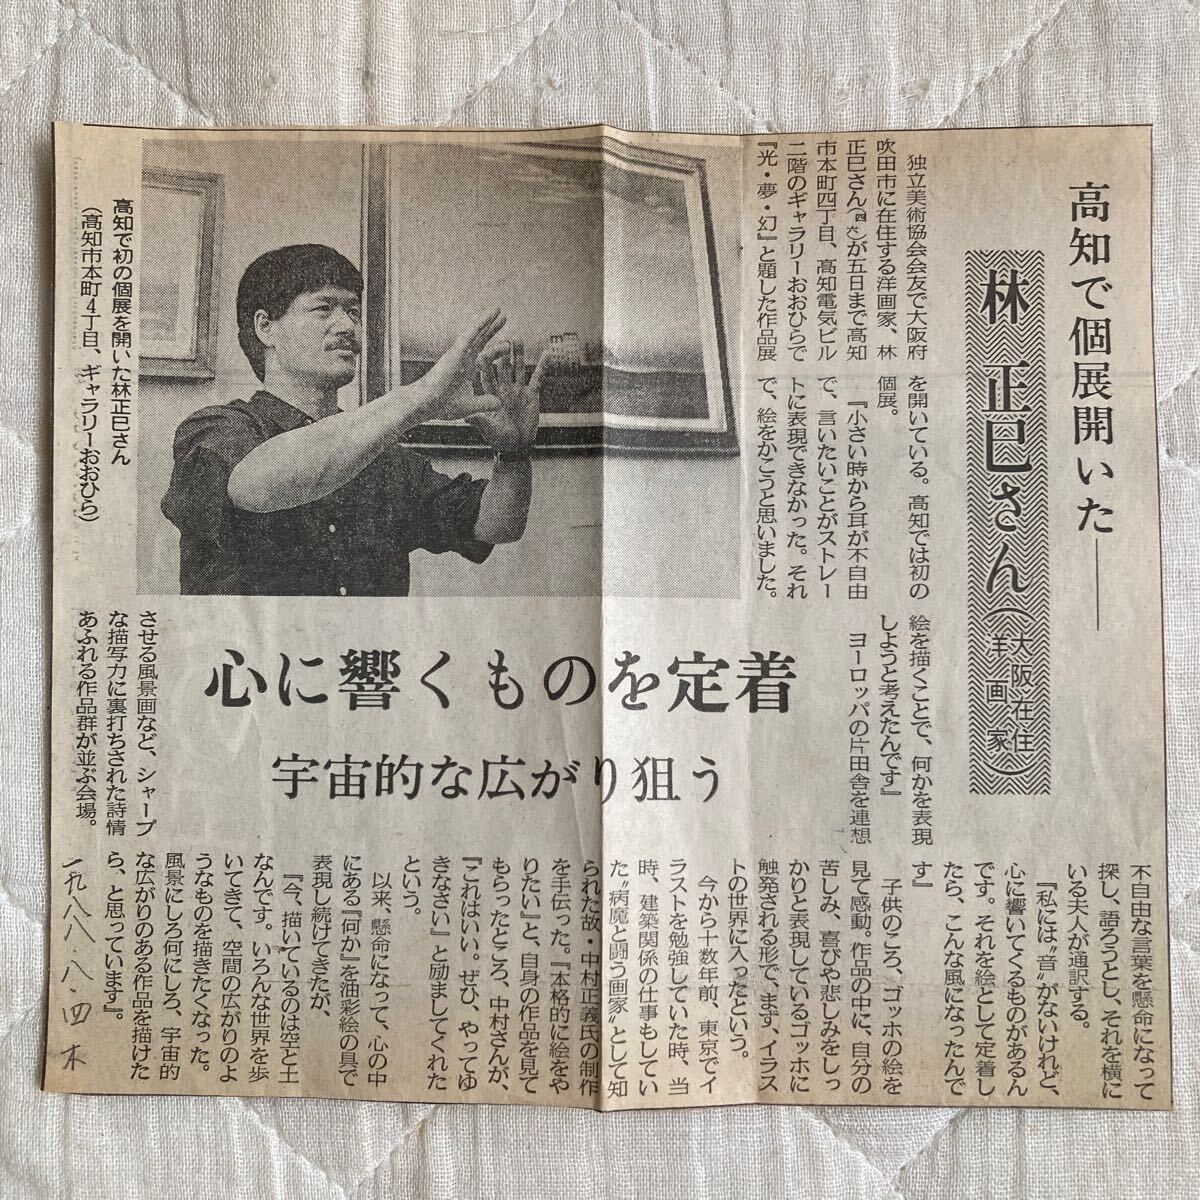 高知で個展開いた――
林 正巳さん(大阪在住 洋画家)
独立美術協会会友で大阪府
吹田市に在住する洋画家、林
正巳さん(四〇)が五日まで高知
市本町四丁目、高知電気ビル
二階のギャラリーおおひらで
『光・夢・幻』と題した作品展
を開いている。高知では初の
個展。
『小さい時から耳が不自由
で、言いたいことがストレー
トに表現できなかった。それ
で、絵をかこうと思いました。
絵を描くことで、何かを表現
しようと考えたんです』
ヨーロッパの片田舎を連想
させる風景画など、シャープ
な描写力に裏打ちされた詩情
あふれる作品群が並ぶ会場。
不自由な言葉を懸命になって
探し、語ろうとし、それを横に
いる夫人が通訳する。
『私には〝音〟がないけれど、
心に響いてくるものがあるん
です。それを絵として定着し
たら、こんな風になったんで
す』
子供のころ、ゴッホの絵を
見て感動。作品の中に、自分の
苦しみ、喜びや悲しみをしっ
かりと表現しているゴッホに
触発される形で、まず、イラス
トの世界に入ったという。
今から十数年前、東京でイ
ラストを勉強していた時、当
時、建築関係の仕事もしてい
た〝病魔と闘う画家〟として知
られた故・中村正義氏の制作
を手伝った。『本格的に絵をや
りたい』と、自身の作品を見て
もらったところ、中村さんが、
『これはいい。ぜひ、やってゆ
きなさい』と励ましてくれた
という。
以来、懸命になって、心の中
にある『何か』を油彩絵の具で
表現し続けてきたが、
『今、描いているのは空と土
なんです。いろんな世界を歩
いてきて、空間の広がりのよ
うなものを描きたくなった。
風景にしろ何にしろ、宇宙的
な広がりのある作品を描けた
ら、と思っています』。
心に響くものを定着
宇宙的な広がり狙う
高知で初の個展を開いた林正巳さん
(高知市本町4丁目、ギャラリーおおひら)
一九八八・八・四 木